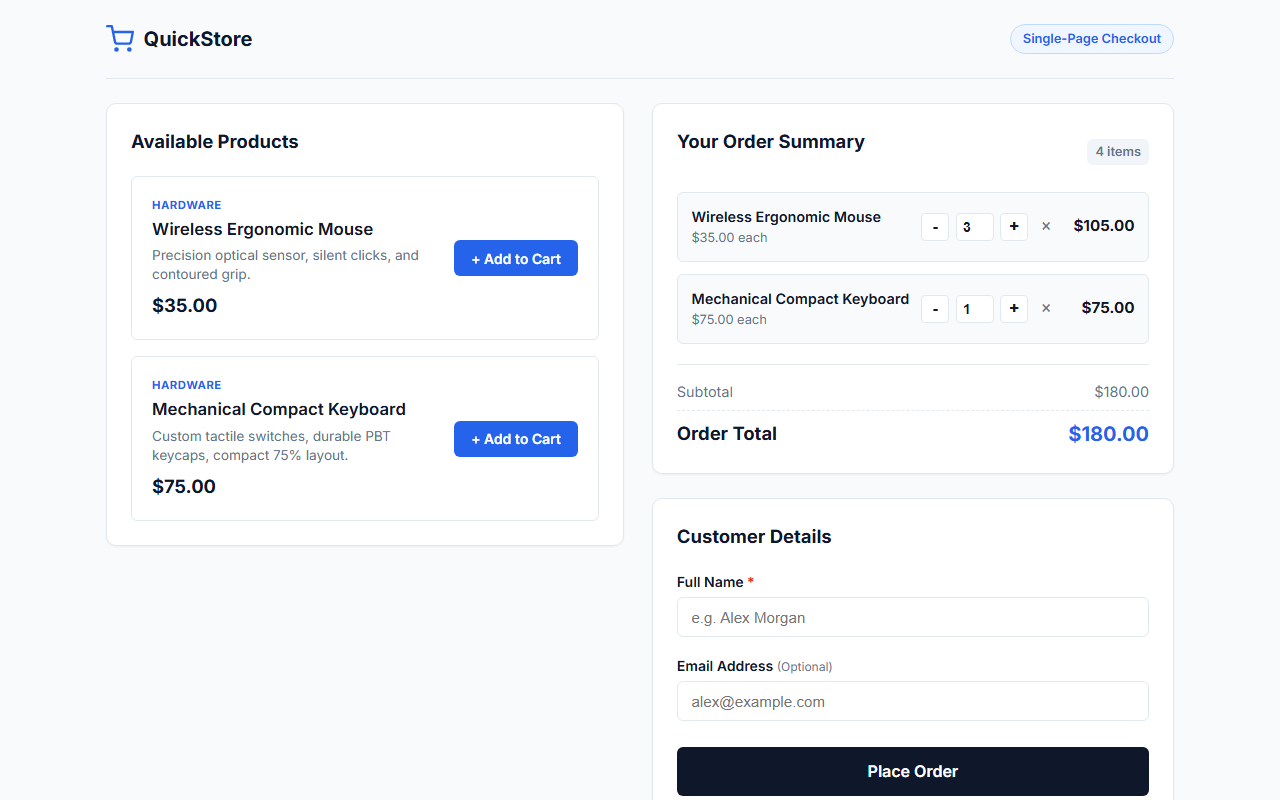 QuickStore
Single-Page Checkout
Available Products
HARDWARE
Wireless Ergonomic Mouse
Precision optical sensor, silent clicks, and
contoured grip.
$35.00
+ Add to Cart
HARDWARE
Mechanical Compact Keyboard
Custom tactile switches, durable PBT
keycaps, compact 75% layout.
$75.00
+ Add to Cart
Your Order Summary
4 items
Wireless Ergonomic Mouse
$35.00 each
- 3 + × $105.00
Mechanical Compact Keyboard
$75.00 each
- 1 + × $75.00
Subtotal $180.00
Order Total $180.00
Customer Details
Full Name *
e.g. Alex Morgan
Email Address (Optional)
alex@example.com
Place Order